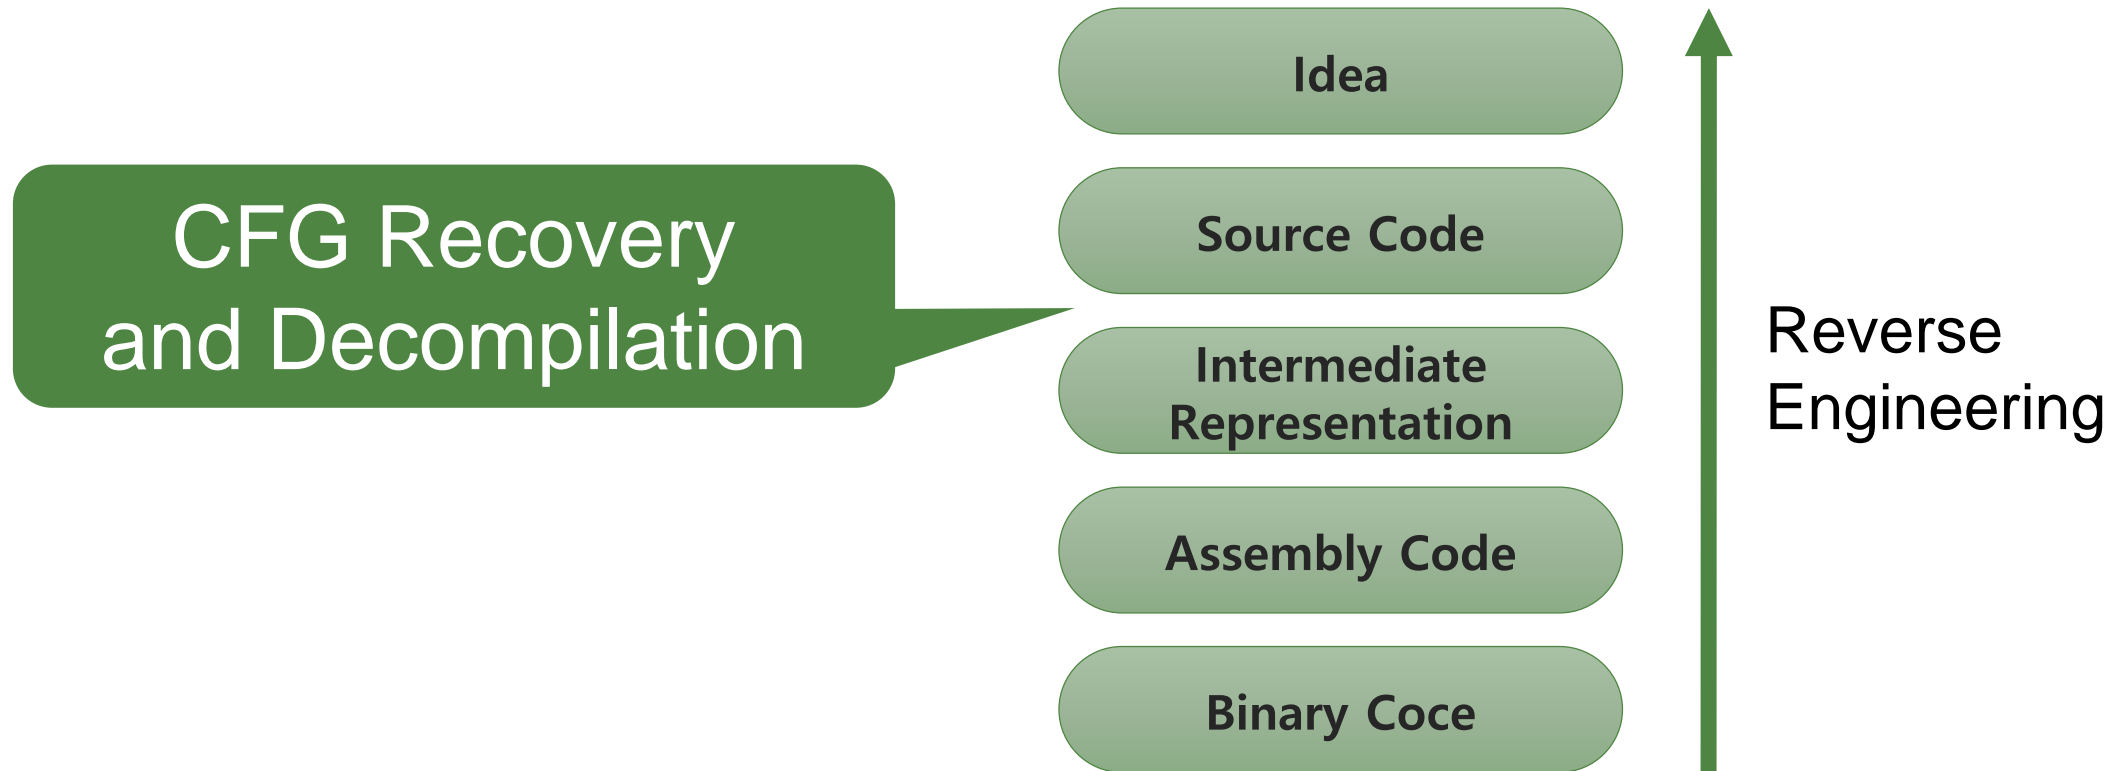 CFG Recovery
and Decompilation
Idea
Source Code
Intermediate
Representation
Assembly Code
Binary Coce
Reverse
Engineering